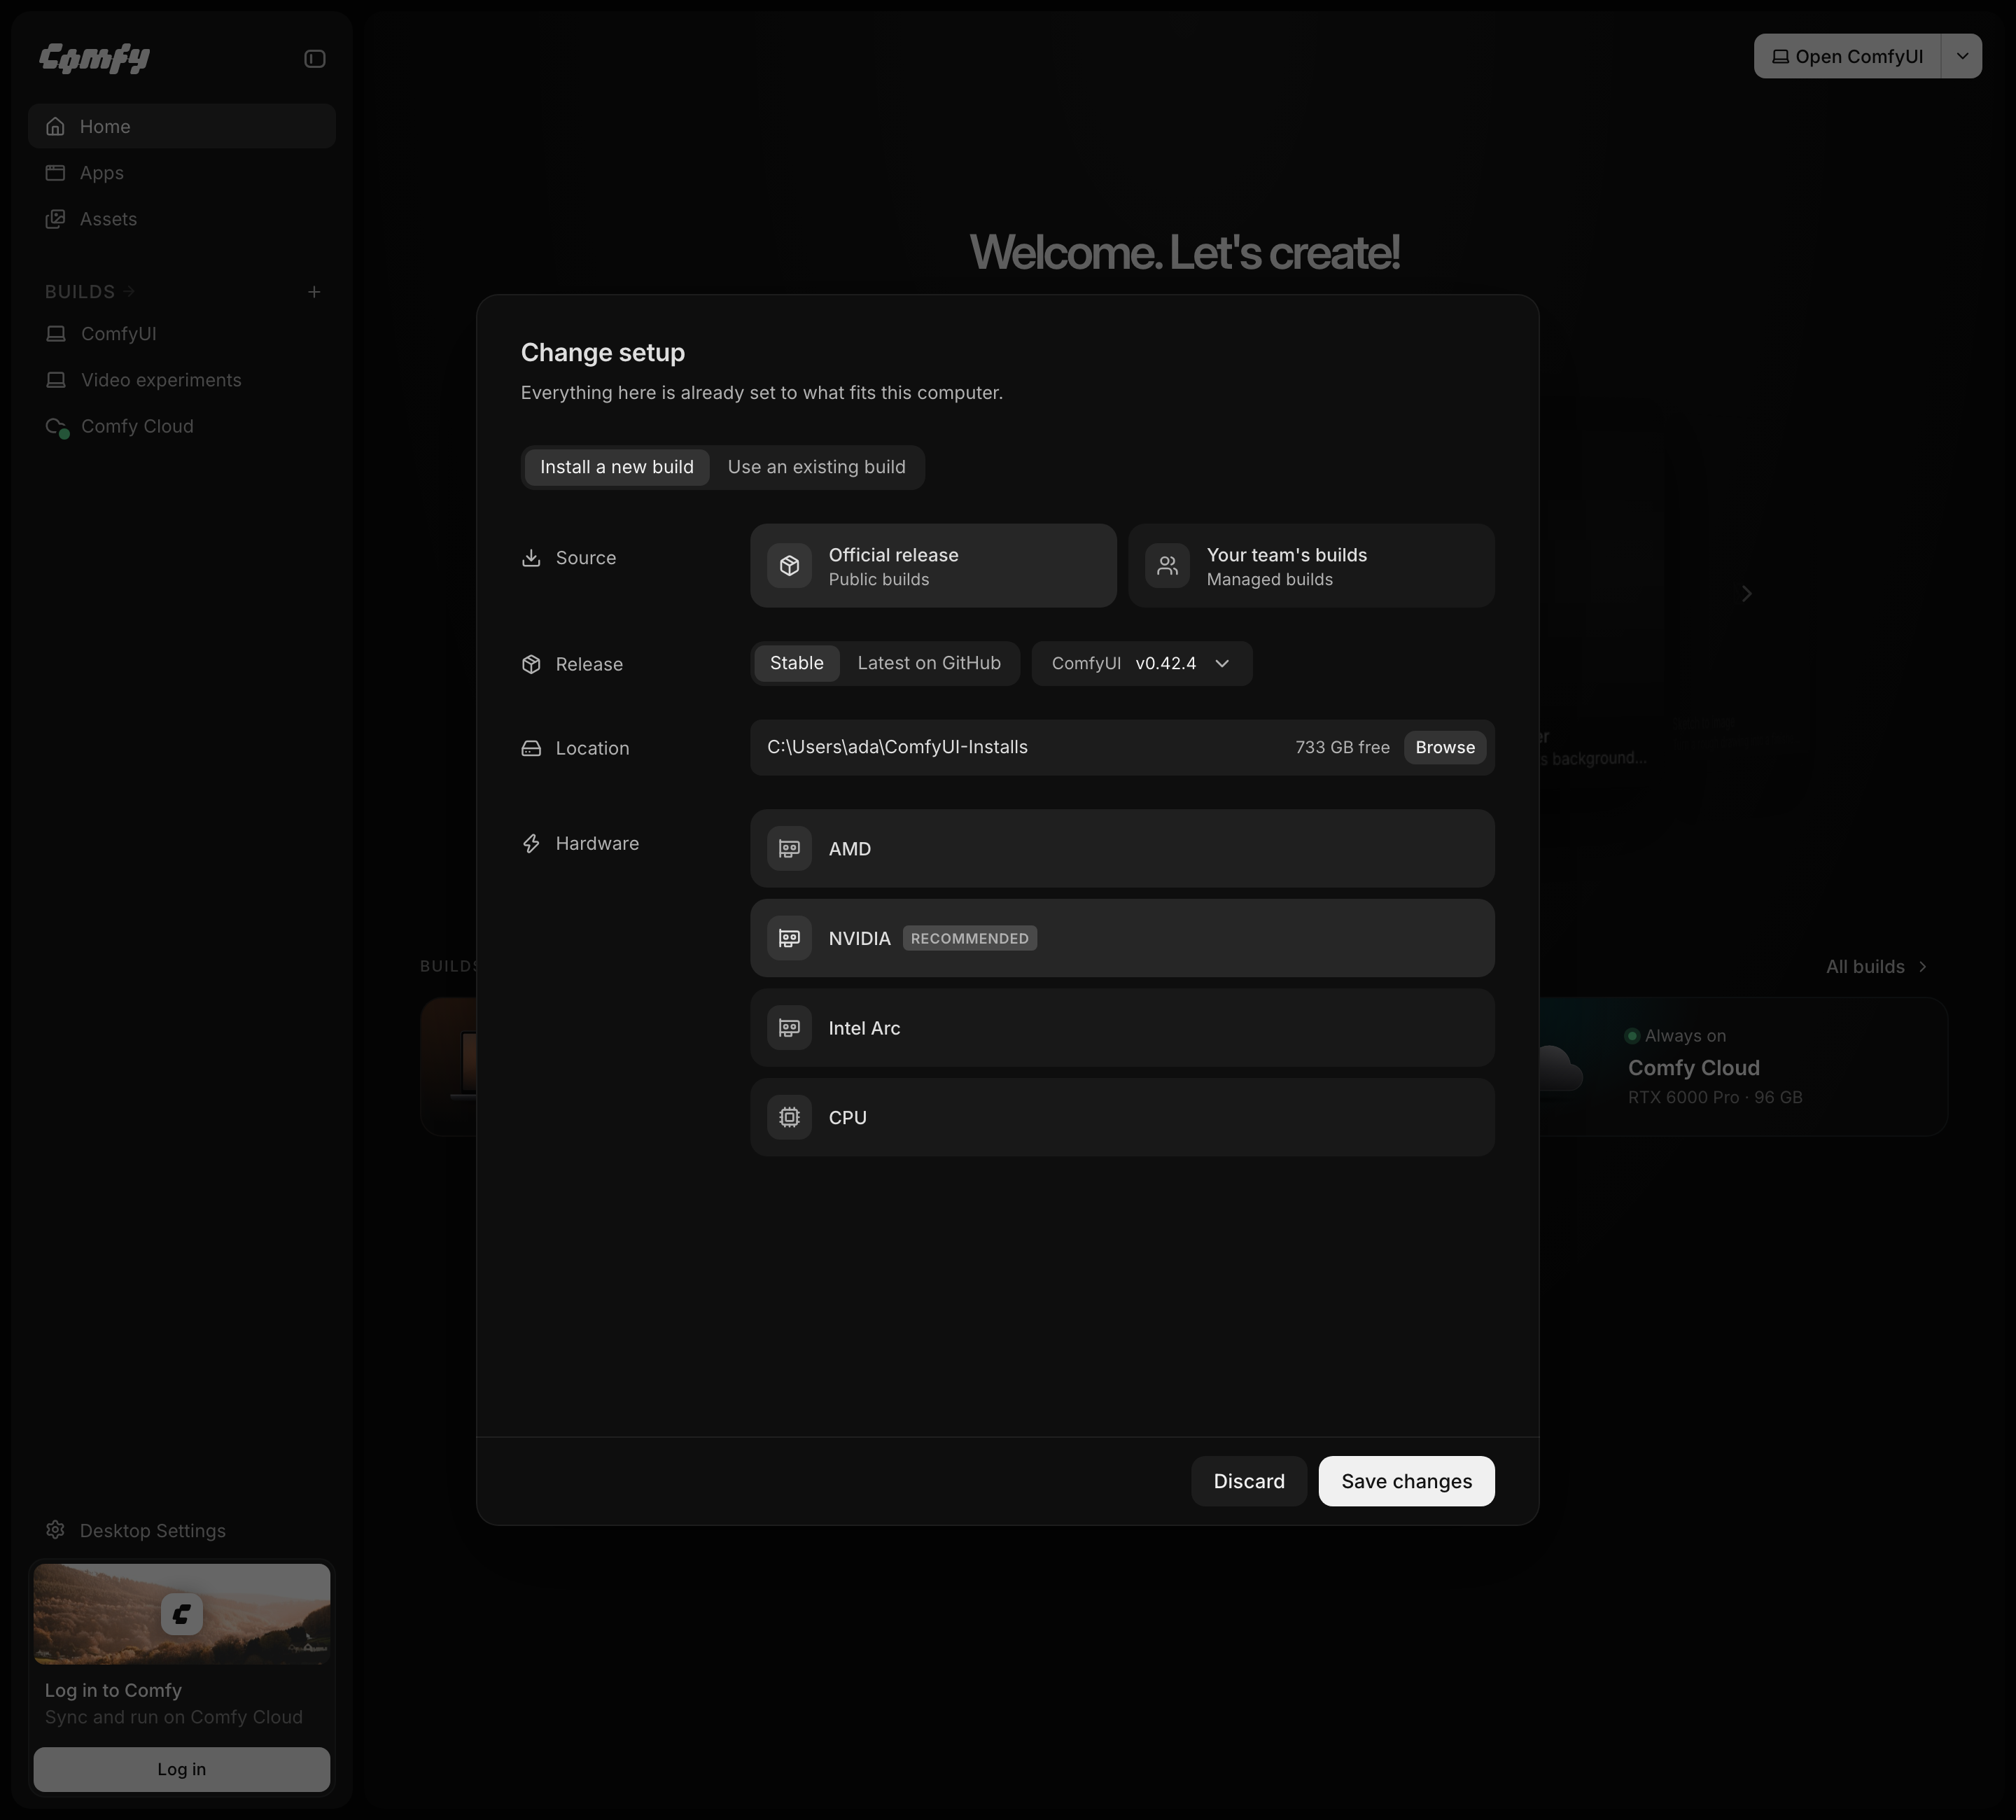 Comfy
Open ComfyUI
Home
Apps
Assets
BUILDS
ComfyUI
Video experiments
Comfy Cloud
Welcome. Let's create!
Change setup
Everything here is already set to what fits this computer.
Install a new build
Use an existing build
Source
Official release
Public builds
Your team's builds
Managed builds
Release
Stable
Latest on GitHub
ComfyUI v0.42.4
Location
C:\Users\ada\ComfyUI-Installs
733 GB free
Browse
s background...
Hardware
AMD
NVIDIA
RECOMMENDED
Intel Arc
CPU
BUILDS
All builds
Always on
Comfy Cloud
RTX 6000 Pro · 96 GB
Discard
Save changes
Desktop Settings
Log in to Comfy
Sync and run on Comfy Cloud
Log in